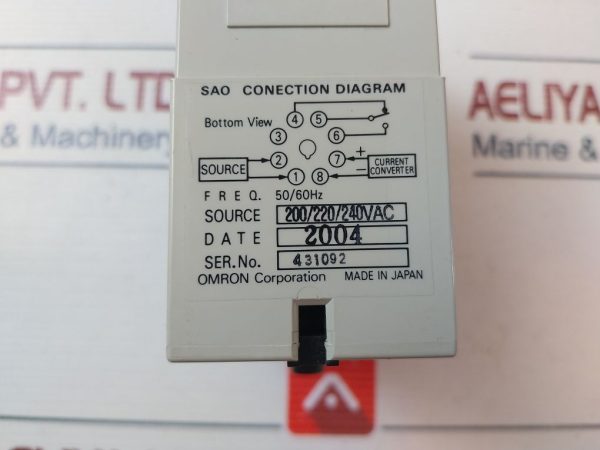 PVT. LTD
& Machinery
AELIYA
Marine &
SAO CONECTION DIAGRAM
Bottom View
4 5
3 6
2 7 +
SOURCE
CURRENT
CONVERTER
1 8 −
FREQ. 50/60Hz
SOURCE 200/220/240VAC
DATE 2004
SER.No. 431092
OMRON Corporation MADE IN JAPAN